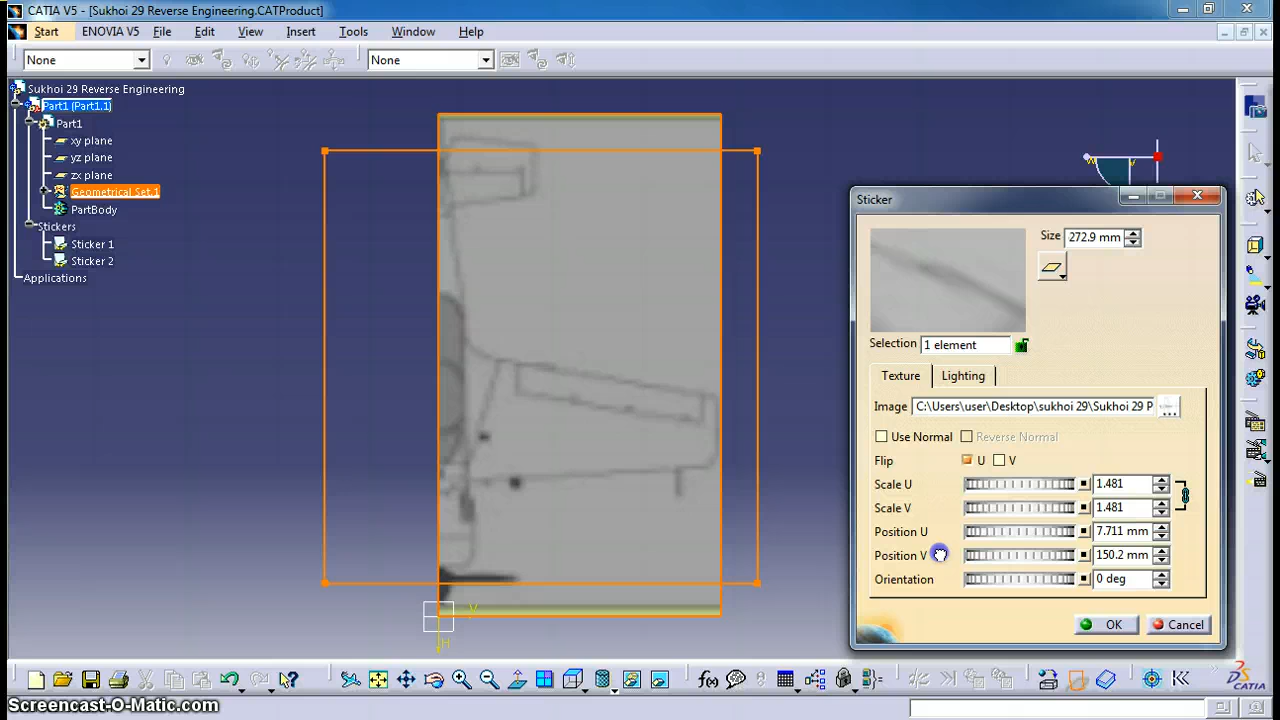 CATIA V5 - [Sukhoi 29 Reverse Engineering.CATProduct]
Start ENOVIA V5 File Edit View Insert Tools Window Help
None None
Sukhoi 29 Reverse Engineering
Part1 (Part1.1)
Part1
xy plane
yz plane
zx plane
Geometrical Set.1
PartBody
Stickers
Sticker 1
Sticker 2
Applications
V
H
Sticker
Size 272.9 mm
Selection 1 element
Texture Lighting
Image C:\Users\user\Desktop\sukhoi 29\Sukhoi 29 P ...
Use Normal Reverse Normal
Flip U V
Scale U 1.481
Scale V 1.481
Position U 7.711 mm
Position V 150.2 mm
Orientation 0 deg
OK Cancel
f(x)
DS CATIA
Screencast-O-Matic.com